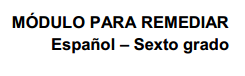 MÓDULO PARA REMEDIAR
Español – Sexto grado